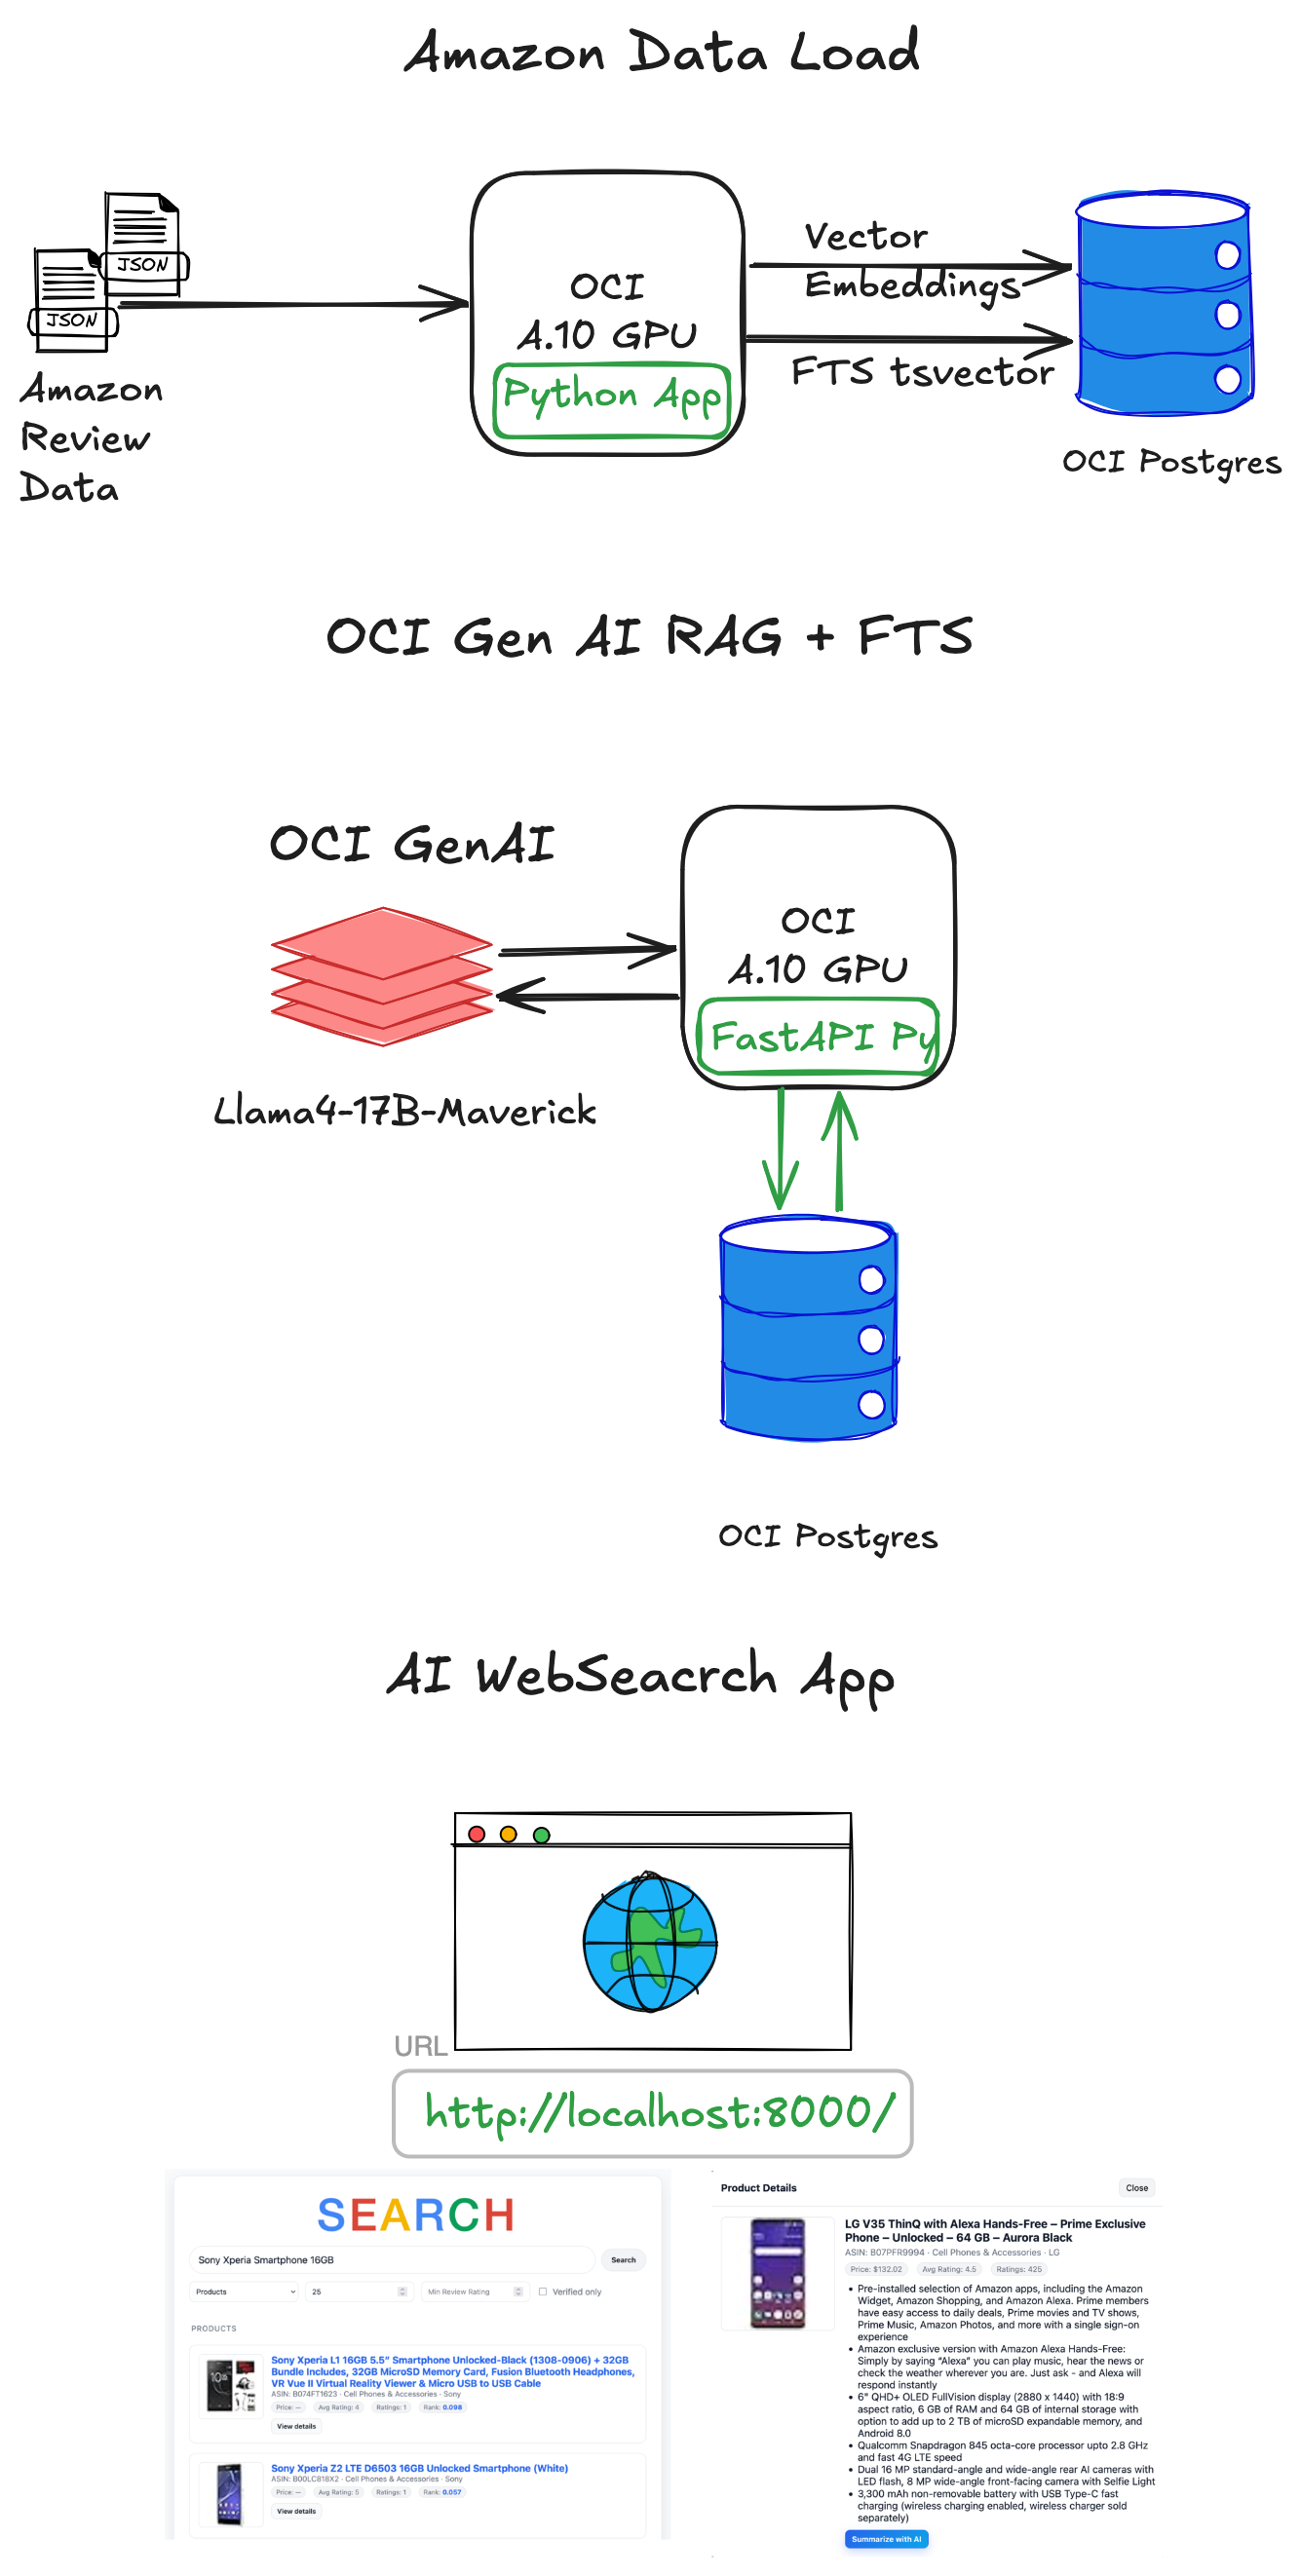 Amazon Data Load
JSON
JSON
Amazon
Review
Data
OCI
A.10 GPU
Python App
Vector
Embeddings
FTS tsvector
OCI Postgres
OCI Gen AI RAG + FTS
OCI GenAI
Llama4-17B-Maverick
OCI
A.10 GPU
FastAPI Py
OCI Postgres
AI WebSeacrch App
URL
http://localhost:8000/
SEARCH
Sony Xperia Smartphone 16GB
Search
Products
25
Min Review Rating
Verified only
PRODUCTS
Sony Xperia L1 16GB 5.5" Smartphone Unlocked-Black (1308-0906) + 32GB
Bundle Includes, 32GB MicroSD Memory Card, Fusion Bluetooth Headphones,
VR Vue II Virtual Reality Viewer & Micro USB to USB Cable
ASIN: B074FT1623 · Cell Phones & Accessories · Sony
Price: — Avg Rating: 4 Ratings: 1 Rank: 0.098
View details
Sony Xperia Z2 LTE D6503 16GB Unlocked Smartphone (White)
ASIN: B00LC818X2 · Cell Phones & Accessories · Sony
Price: — Avg Rating: 5 Ratings: 1 Rank: 0.057
View details
Product Details
Close
LG V35 ThinQ with Alexa Hands-Free – Prime Exclusive
Phone – Unlocked – 64 GB – Aurora Black
ASIN: B07PFR9994 · Cell Phones & Accessories · LG
Price: $132.02 Avg Rating: 4.5 Ratings: 425
• Pre-installed selection of Amazon apps, including the Amazon
Widget, Amazon Shopping, and Amazon Alexa. Prime members
have easy access to daily deals, Prime movies and TV shows,
Prime Music, Amazon Photos, and more with a single sign-on
experience
• Amazon exclusive version with Amazon Alexa Hands-Free:
Simply by saying "Alexa" you can play music, hear the news or
check the weather wherever you are. Just ask - and Alexa will
respond instantly
• 6" QHD+ OLED FullVision display (2880 x 1440) with 18:9
aspect ratio, 6 GB of RAM and 64 GB of internal storage with
option to add up to 2 TB of microSD expandable memory, and
Android 8.0
• Qualcomm Snapdragon 845 octa-core processor upto 2.8 GHz
and fast 4G LTE speed
• Dual 16 MP standard-angle and wide-angle rear AI cameras with
LED flash, 8 MP wide-angle front-facing camera with Selfie Light
• 3,300 mAh non-removable battery with USB Type-C fast
charging (wireless charging enabled, wireless charger sold
separately)
Summarize with AI